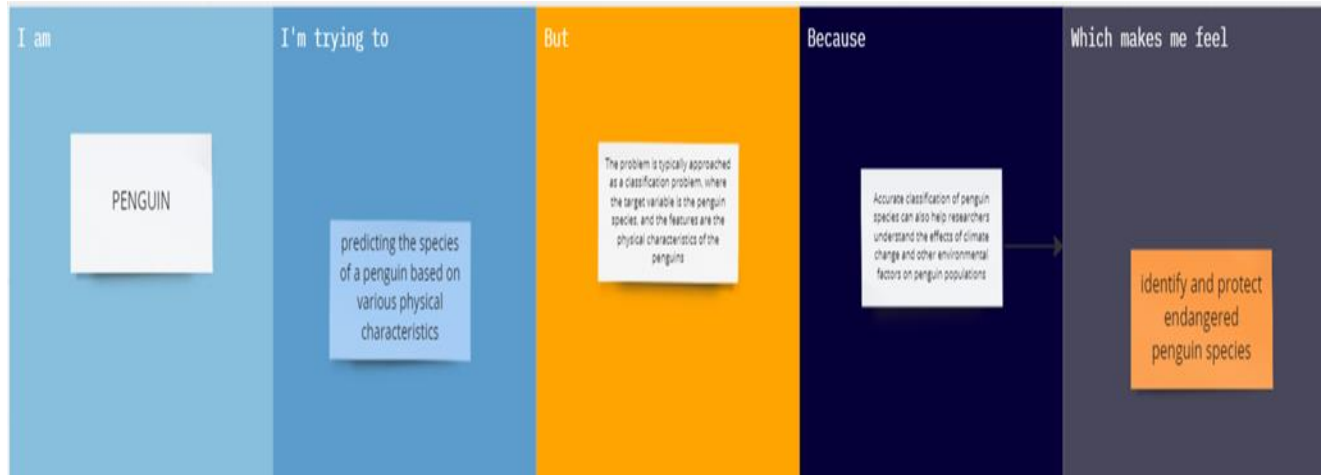 I am
PENGUIN
I'm trying to
predicting the species
of a penguin based on
various physical
characteristics
But
The problem is typically approached
as a classification problem, where
the target variable is the penguin
species, and the features are the
physical characteristics of the
penguins
Because
Accurate classification of penguin
species can also help researchers
understand the effects of climate
change and other environmental
factors on penguin populations
Which makes me feel
identify and protect
endangered
penguin species